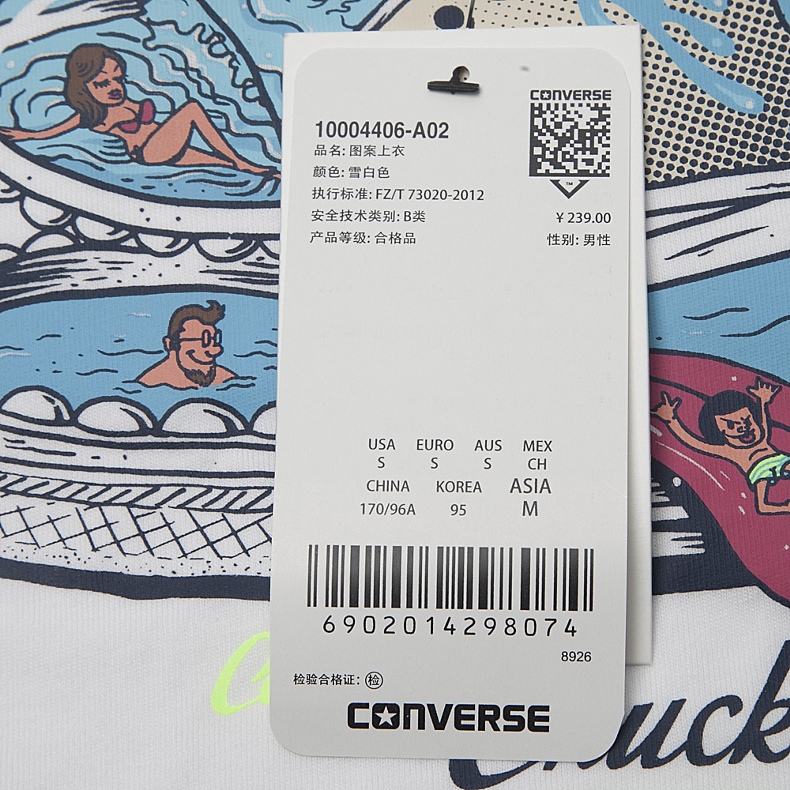 CONVERSE
10004406-A02
品名: 图案上衣
颜色: 雪白色
执行标准: FZ/T 73020-2012
安全技术类别: B类
¥ 239.00
产品等级: 合格品
性别: 男性
USA EURO AUS MEX
S S S CH
CHINA KOREA ASIA
170/96A 95 M
6902014298074
8926
检验合格证: 检
CONVERSE
Chuck